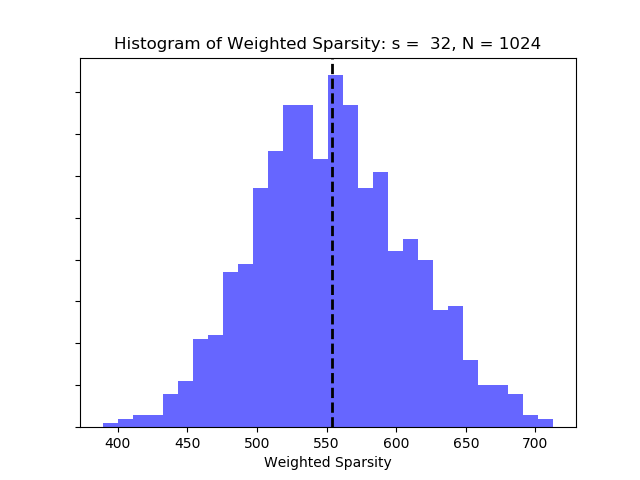 Histogram of Weighted Sparsity: s =  32, N = 1024
400 450 500 550 600 650 700
Weighted Sparsity